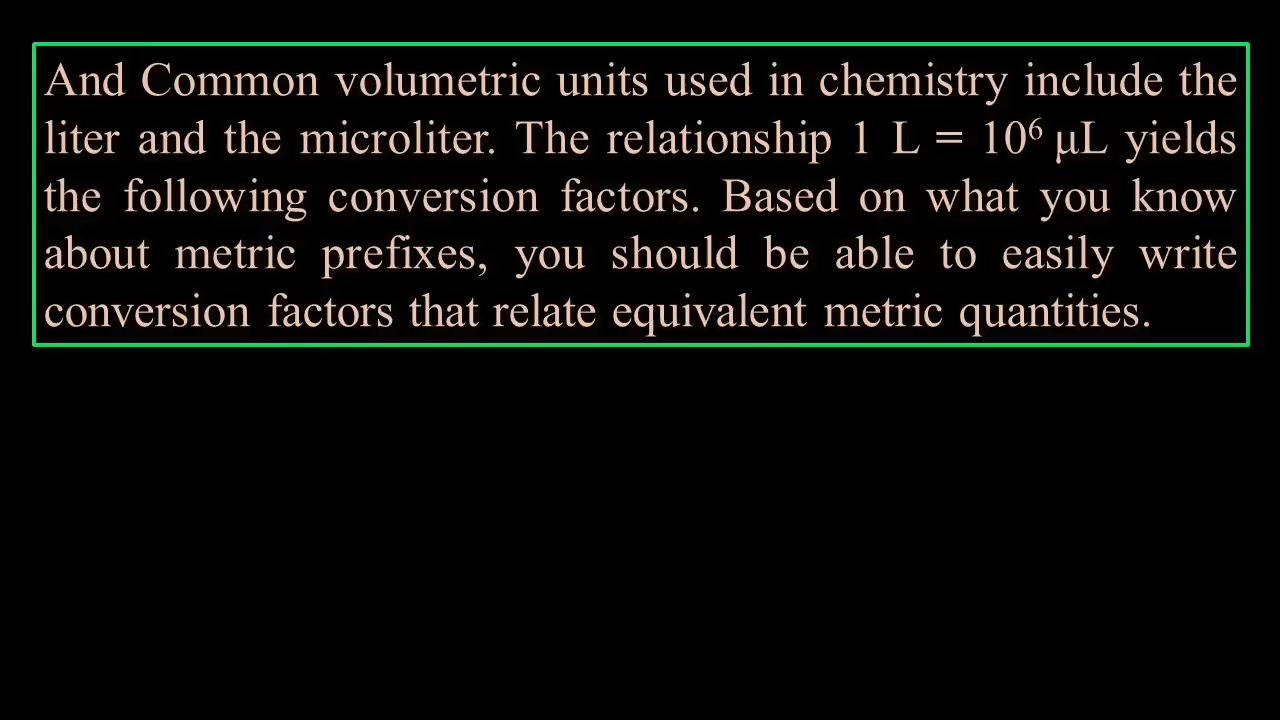 And Common volumetric units used in chemistry include the
liter and the microliter. The relationship 1 L = 10⁶ μL yields
the following conversion factors. Based on what you know
about metric prefixes, you should be able to easily write
conversion factors that relate equivalent metric quantities.